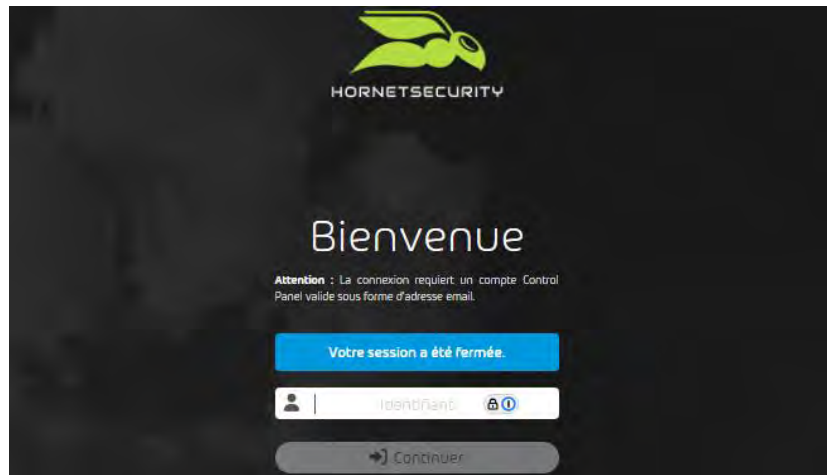 HORNETSECURITY
Bienvenue
Attention : La connexion requiert un compte Control
Panel valide sous forme d'adresse email.
Votre session a été fermée.
Identifiant
Continuer